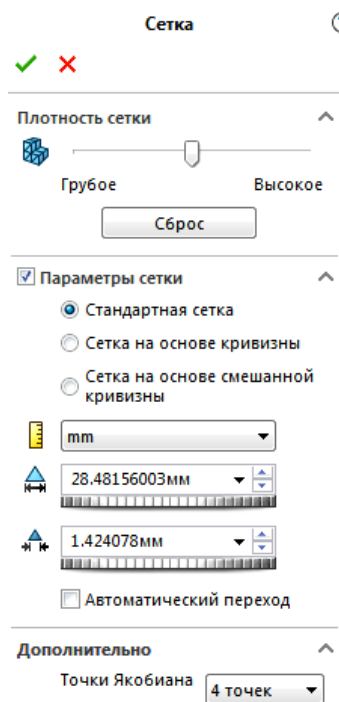 Сетка
Плотность сетки
Грубое Высокое
Сброс
Параметры сетки
Стандартная сетка
Сетка на основе кривизны
Сетка на основе смешанной
кривизны
mm
28.48156003мм
1.424078мм
Автоматический переход
Дополнительно
Точки Якобиана 4 точек